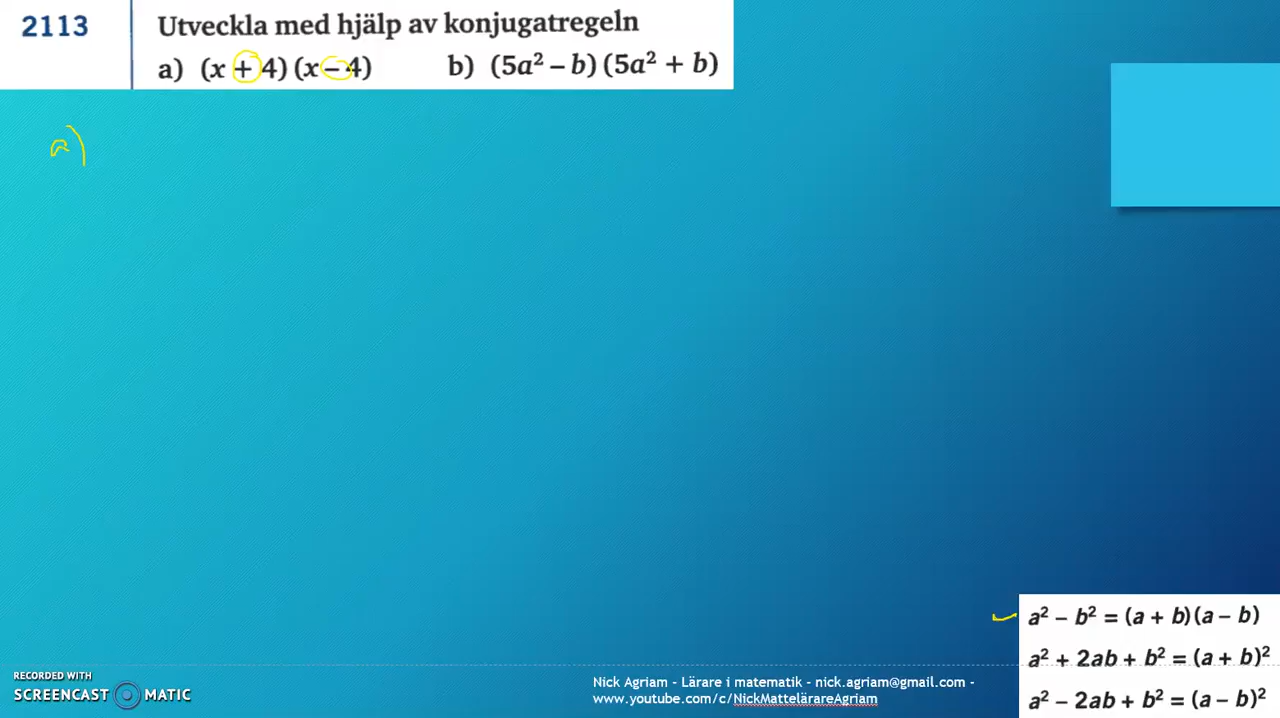 2113 Utveckla med hjälp av konjugatregeln
a) (x + 4)(x − 4) b) (5a² − b)(5a² + b)
a)
a² − b² = (a + b)(a − b)
a² + 2ab + b² = (a + b)²
a² − 2ab + b² = (a − b)²
RECORDED WITH
SCREENCAST MATIC
Nick Agriam - Lärare i matematik - nick.agriam@gmail.com -
www.youtube.com/c/NickMattelärareAgriam